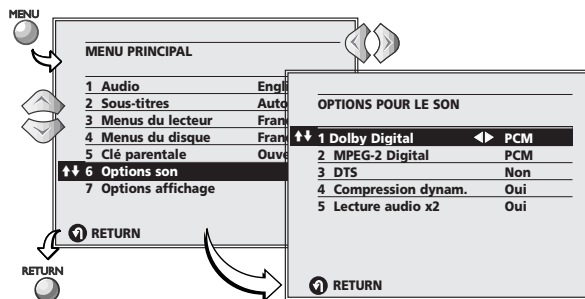 MENU
MENU PRINCIPAL
1 Audio
2 Sous-titres
3 Menus du lecteur
4 Menus du disque
5 Clé parentale
6 Options son
7 Options affichage
RETURN
RETURN
OPTIONS POUR LE SON
1 Dolby Digital PCM
2 MPEG-2 Digital PCM
3 DTS Non
4 Compression dynam. Oui
5 Lecture audio x2 Oui
RETURN